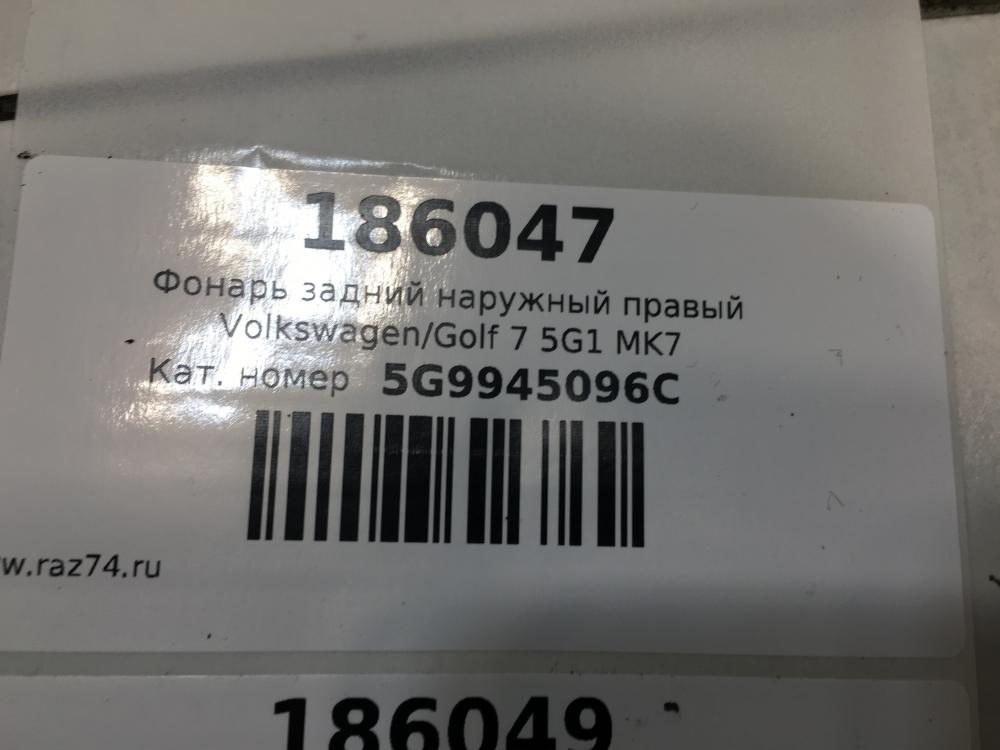 186047
Фонарь задний наружный правый
Volkswagen/Golf 7 5G1 MK7
Кат. номер 5G9945096C
w.raz74.ru
186049